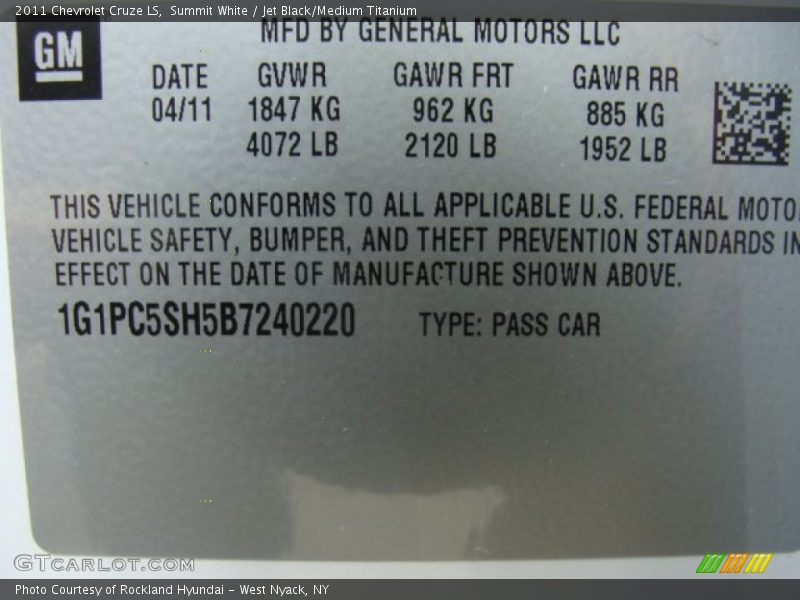 2011 Chevrolet Cruze LS, Summit White / Jet Black/Medium Titanium
MFD BY GENERAL MOTORS LLC
GM
DATE GVWR GAWR FRT GAWR RR
04/11 1847 KG 962 KG 885 KG
4072 LB 2120 LB 1952 LB
THIS VEHICLE CONFORMS TO ALL APPLICABLE U.S. FEDERAL MOTO
VEHICLE SAFETY, BUMPER, AND THEFT PREVENTION STANDARDS IN
EFFECT ON THE DATE OF MANUFACTURE SHOWN ABOVE.
1G1PC5SH5B7240220 TYPE: PASS CAR
GTCARLOT.COM
Photo Courtesy of Rockland Hyundai - West Nyack, NY